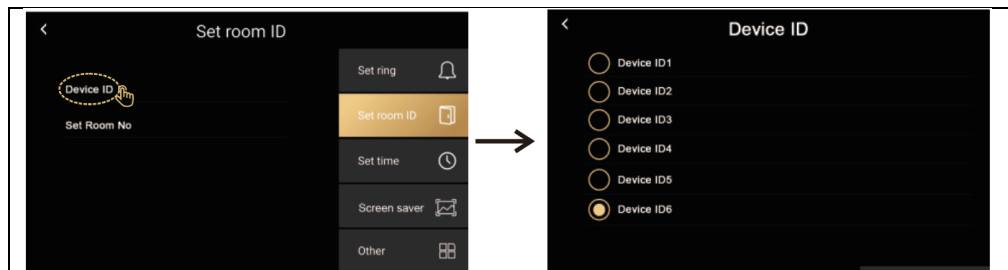 Set room ID
Device ID
Set Room No
Set ring
Set room ID
Set time
Screen saver
Other
Device ID
Device ID1
Device ID2
Device ID3
Device ID4
Device ID5
Device ID6